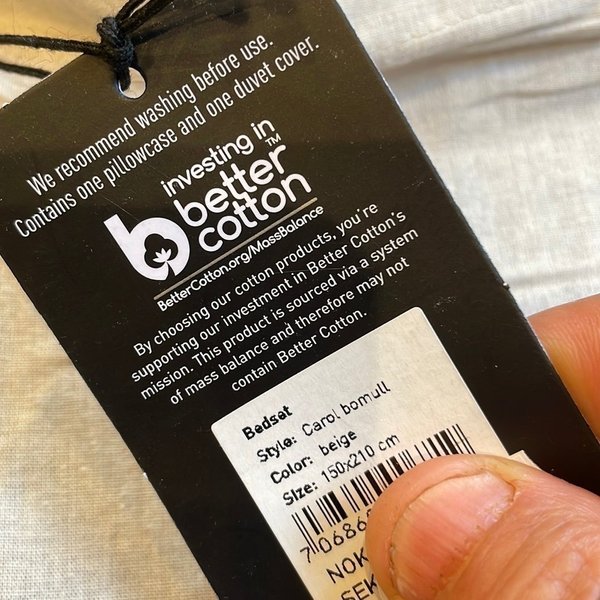 We recommend washing before use.
Contains one pillowcase and one duvet cover.
investing in
better™
cotton
BetterCotton.org/MassBalance
By choosing our cotton products, you're
supporting our investment in Better Cotton's
mission. This product is sourced via a system
of mass balance and therefore may not
contain Better Cotton.
Bedset
Style: Carol bomull
Color: beige
Size: 150x210 cm
NOK
SEK